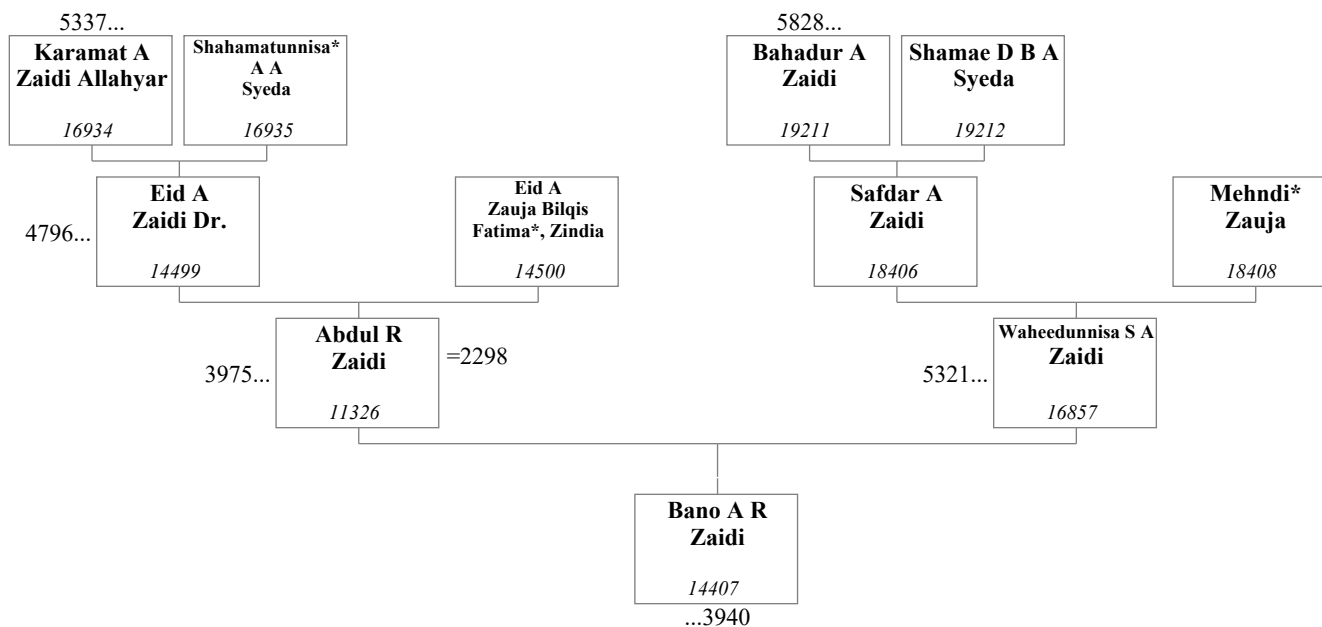 5337...
Karamat A
Zaidi Allahyar
16934
Shahamatunnisa*
A A
Syeda
16935
5828...
Bahadur A
Zaidi
19211
Shamae D B A
Syeda
19212
4796...
Eid A
Zaidi Dr.
14499
Eid A
Zauja Bilqis
Fatima*, Zindia
14500
Safdar A
Zaidi
18406
Mehndi*
Zauja
18408
3975...
Abdul R
Zaidi
11326
=2298
5321...
Waheedunnisa S A
Zaidi
16857
Bano A R
Zaidi
14407
...3940